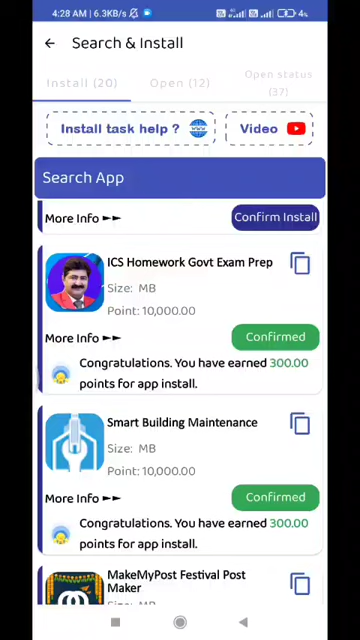 4:28 AM | 6.3KB/s
4%
Search & Install
Install (20)
Open (12)
Open status
(37)
Install task help ?
Video
Search App
More Info ►►
Confirm Install
ICS Homework Govt Exam Prep
Size: MB
Point: 10,000.00
More Info ►►
Confirmed
Congratulations. You have earned 300.00
points for app install.
Smart Building Maintenance
Size: MB
Point: 10,000.00
More Info ►►
Confirmed
Congratulations. You have earned 300.00
points for app install.
MakeMyPost Festival Post
Maker
Size: MB